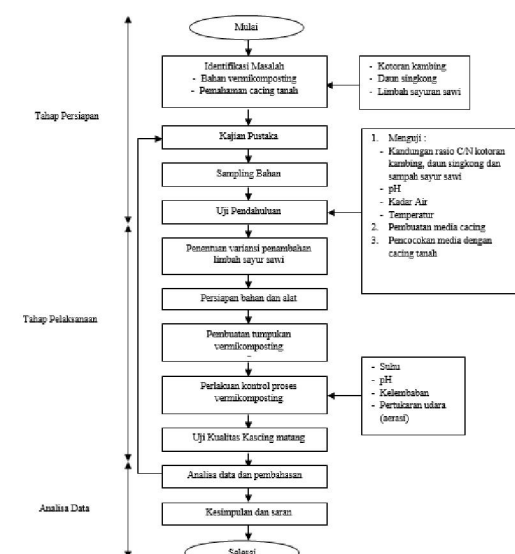 Mulai
Identifikasi Masalah
- Bahan vermikomposting
- Pemahaman cacing tanah
- Kotoran kambing
- Daun singkong
- Limbah sayuran sawi
Tahap Persiapan
Kajian Pustaka
Sampling Bahan
Uji Pendahuluan
1. Menguji :
- Kandungan rasio C/N kotoran
kambing, daun singkong dan
sampah sayur sawi
- pH
- Kadar Air
- Temperatur
2. Pembuatan media cacing
3. Pencocokan media dengan
cacing tanah
Penentuan variansi penambahan
limbah sayur sawi
Persiapan bahan dan alat
Tahap Pelaksanaan
Pembuatan tumpukan
vermikomposting
Perlakuan kontrol proses
vermikomposting
- Suhu
- pH
- Kelembaban
- Pertukaran udara
(aerasi)
Uji Kualitas Kascing matang
Analisa data dan pembahasan
Analisa Data
Kesimpulan dan saran
Selesai